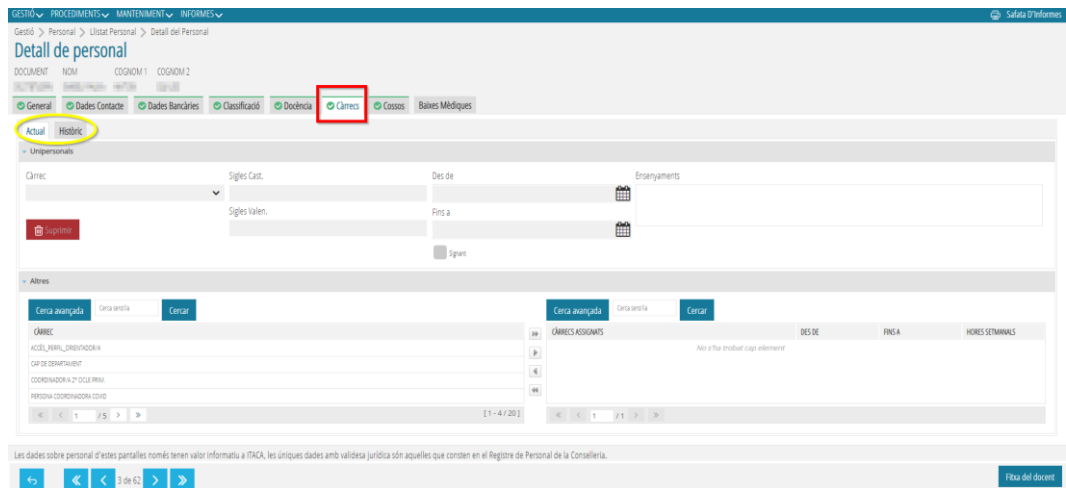 GESTIÓ PROCEDIMENTS MANTENIMENT INFORMES Safata D'Informes
Gestió > Personal > Llistat Personal > Detall del Personal
Detall de personal
DOCUMENT NOM COGNOM 1 COGNOM 2
General Dades Contacte Dades Bancàries Classificació Docència Càrrecs Cossos Baixes Mèdiques
Actual Històric
Unipersonals
Càrrec Sigles Cast. Des de Ensenyaments
Sigles Valen. Fins a
Suprimir
Signant
Altres
Cerca avançada Cerca senzilla Cercar Cerca avançada Cerca senzilla Cercar
CÀRREC CÀRRECS ASSIGNATS DES DE FINS A HORES SETMANALS
ACCÉS_PERFIL_ORIENTADOR/A No s'ha trobat cap element
CAP DE DEPARTAMENT
COORDINADOR/A 2º CICLE PRIM.
PERSONA COORDINADORA COVID
1 / 5 [ 1 - 4 / 20 ] 1 / 1
Les dades sobre personal d'estes pantalles només tenen valor informatiu a ITACA, les úniques dades amb validesa jurídica són aquelles que consten en el Registre de Personal de la Conselleria.
3 de 62 Fitxa del docent